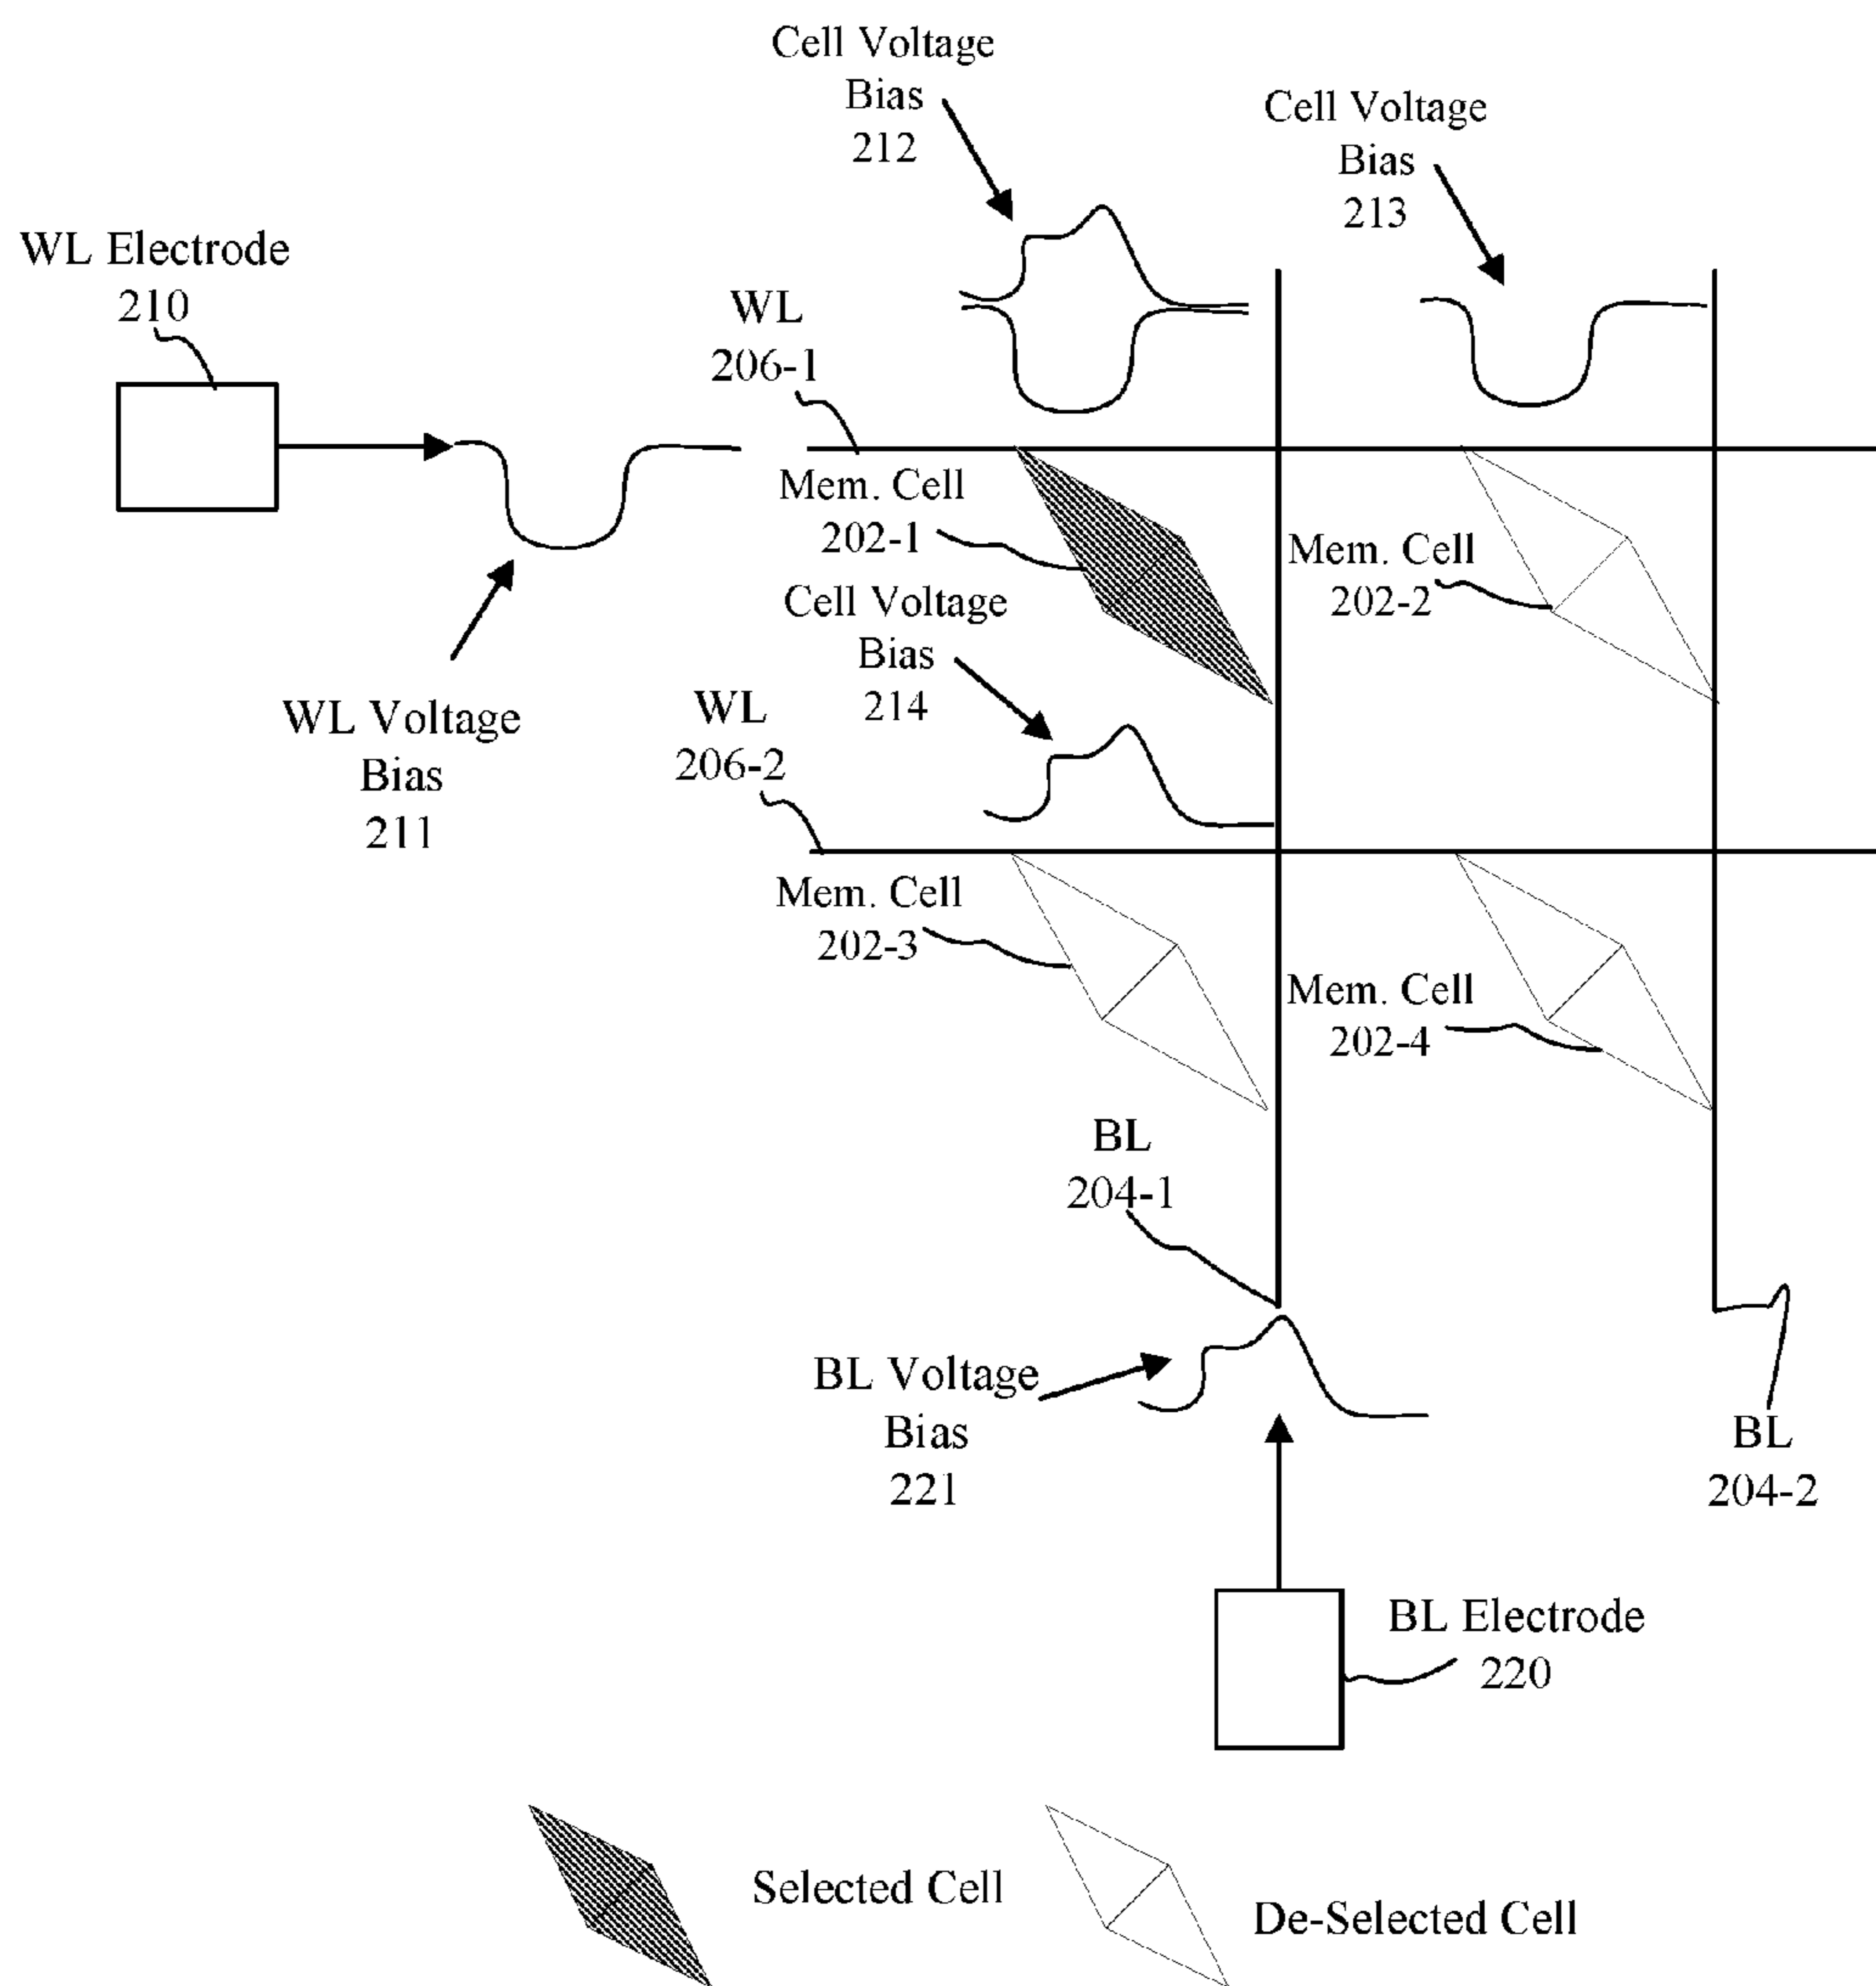 Cell Voltage
Bias
212
Cell Voltage
Bias
213
WL Electrode
210
WL
206-1
Mem. Cell
202-1
Mem. Cell
202-2
Cell Voltage
Bias
214
WL Voltage
Bias
211
WL
206-2
Mem. Cell
202-3
Mem. Cell
202-4
BL
204-1
BL Voltage
Bias
221
BL
204-2
BL Electrode
220
Selected Cell
De-Selected Cell